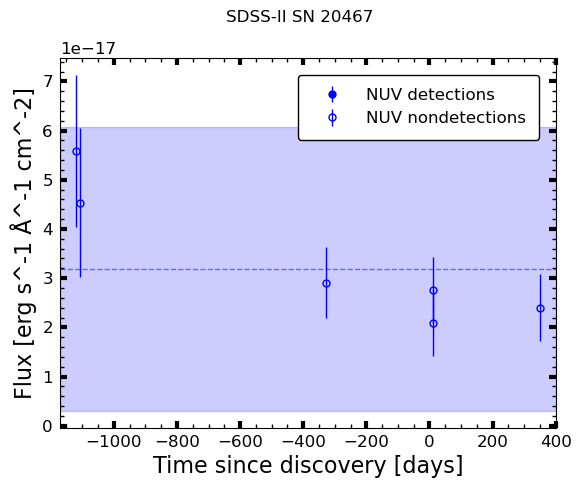 SDSS-II SN 20467
1e−17
NUV detections
NUV nondetections
7
6
5
4
3
2
1
0
Flux [erg s^-1 Å^-1 cm^-2]
−1000 −800 −600 −400 −200 0 200 400
Time since discovery [days]